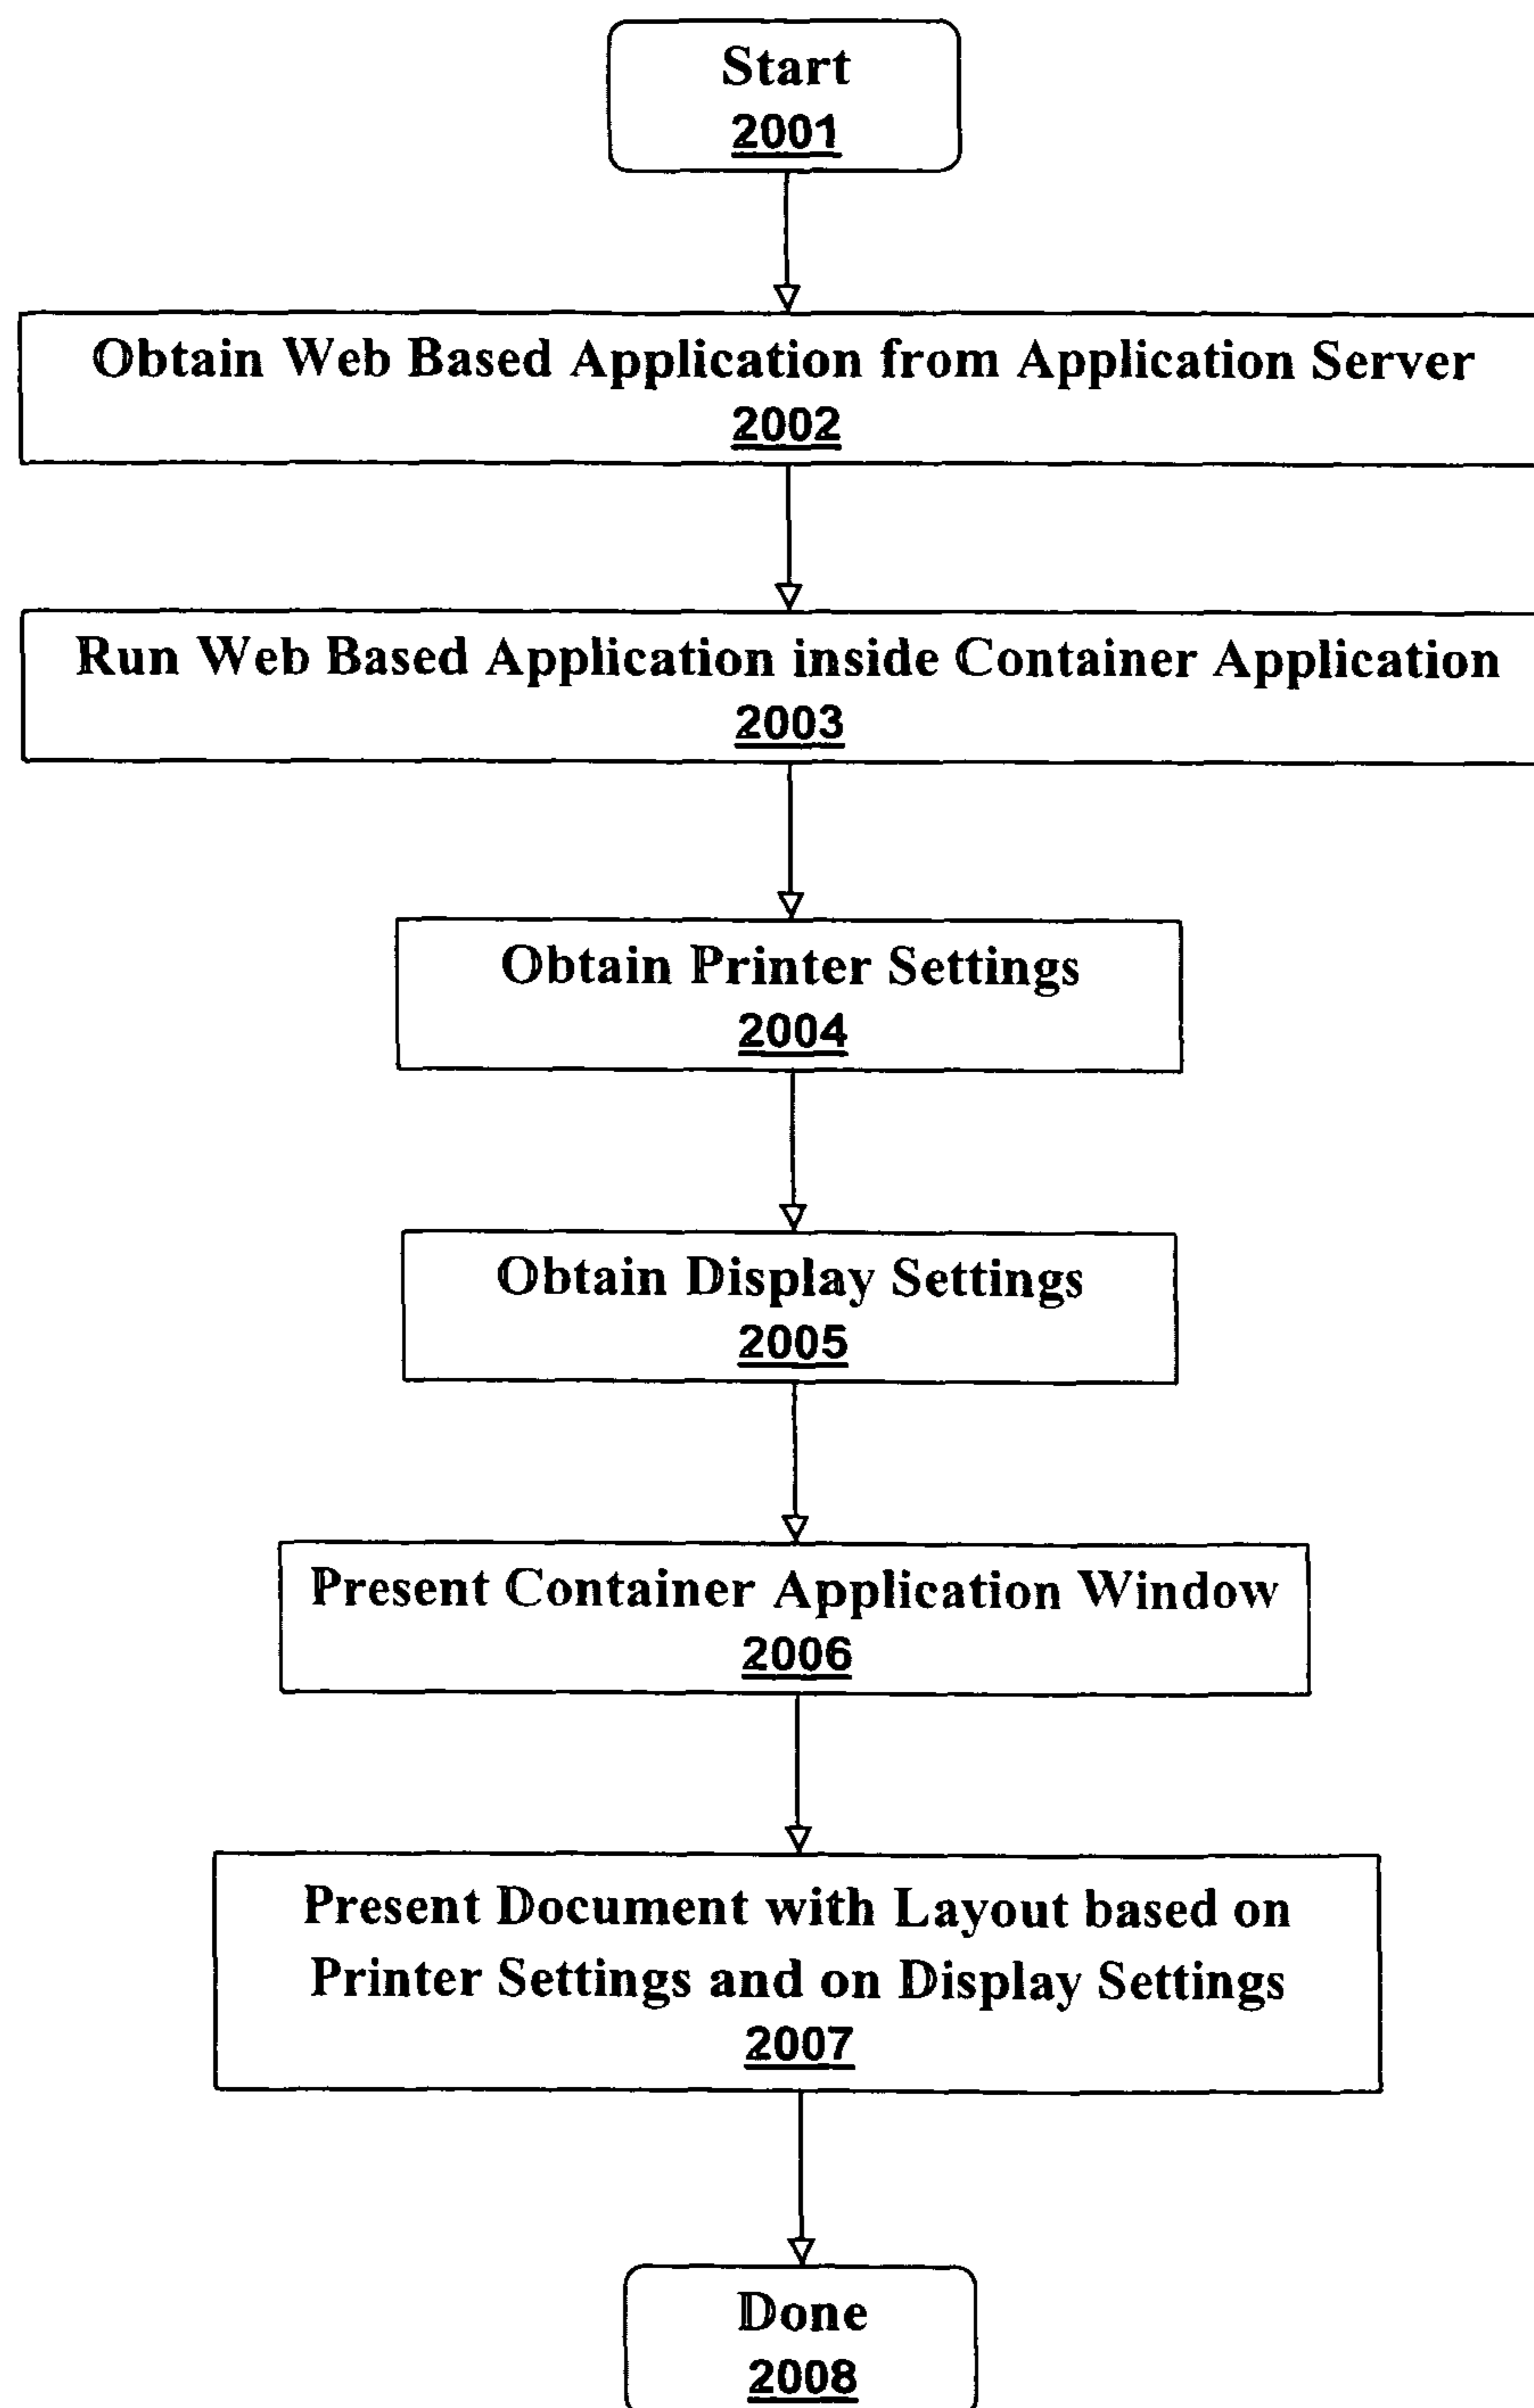 Start
2001
Obtain Web Based Application from Application Server
2002
Run Web Based Application inside Container Application
2003
Obtain Printer Settings
2004
Obtain Display Settings
2005
Present Container Application Window
2006
Present Document with Layout based on
Printer Settings and on Display Settings
2007
Done
2008